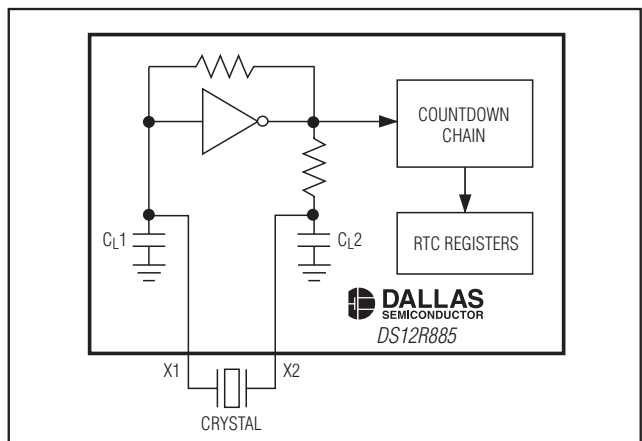 COUNTDOWN
CHAIN
CL1
CL2
RTC REGISTERS
DALLAS
SEMICONDUCTOR
DS12R885
X1
X2
CRYSTAL